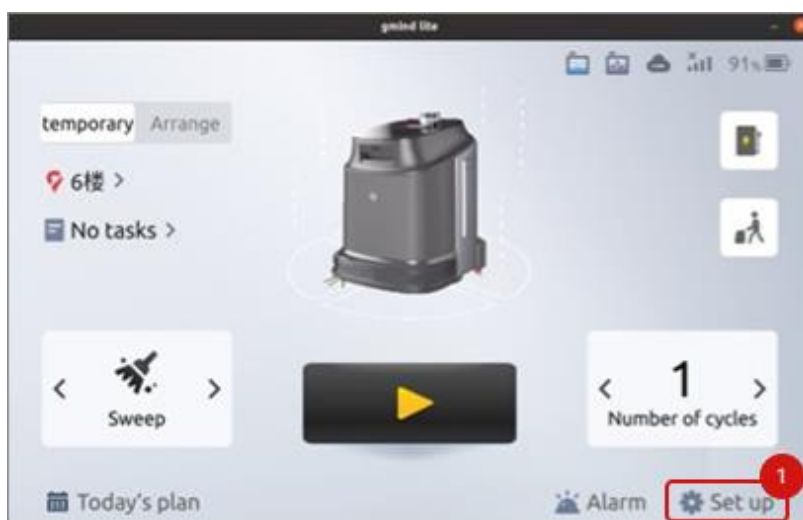 gmind lite
91%
temporary Arrange
6楼 >
No tasks >
< Sweep >
< 1 >
Number of cycles
1
Today's plan
Alarm
Set up